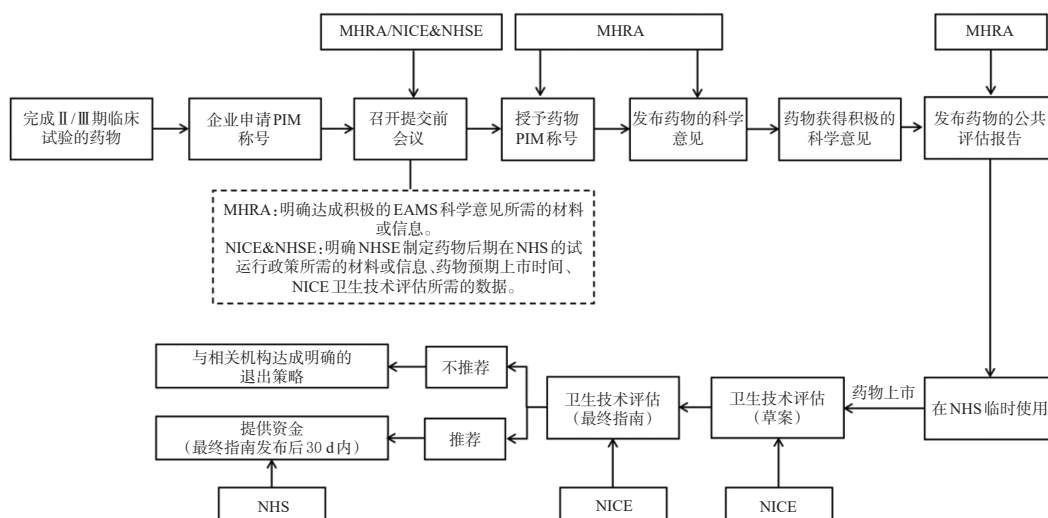 MHRA/NICE&NHSE
MHRA
MHRA
完成Ⅱ/Ⅲ期临床
试验的药物
企业申请PIM
称号
召开提交前
会议
授予药物
PIM称号
发布药物的科学
意见
药物获得积极的
科学意见
发布药物的公共
评估报告
MHRA:明确达成积极的EAMS科学意见所需的材料
或信息。
NICE&NHSE:明确NHSE制定药物后期在NHS的试
运行政策所需的材料或信息、药物预期上市时间、
NICE卫生技术评估所需的数据。
与相关机构达成明确的
退出策略
不推荐
卫生技术评估
(最终指南)
卫生技术评估
(草案)
药物上市
在NHS临时使用
提供资金
(最终指南发布后30 d内)
推荐
NHS
NICE
NICE